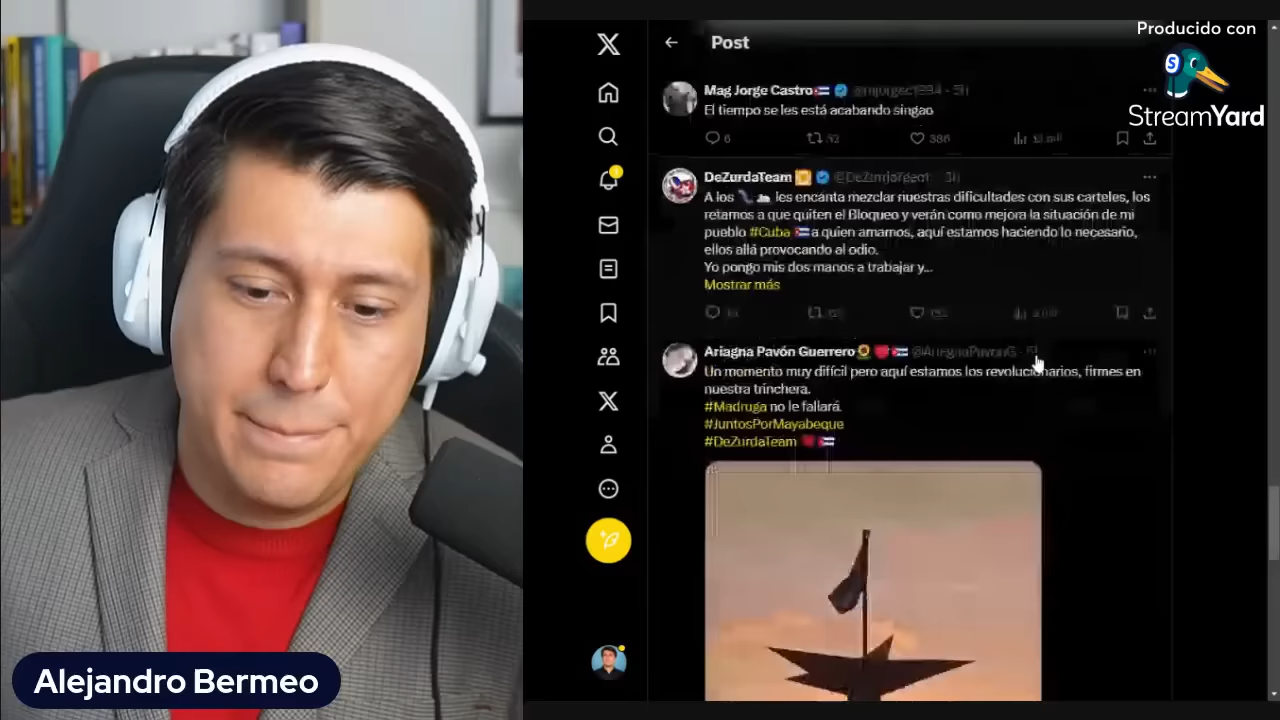 Producido con
StreamYard
Post
Mag Jorge Castro
El tiempo se les está acabando singao
6
52
386
DeZurdaTeam
A los les encanta mezclar nuestras dificultades con sus carteles, los
retamos a que quiten el Bloqueo y verán como mejora la situación de mi
pueblo #Cuba a quien amamos, aquí estamos haciendo lo necesario,
ellos allá provocando al odio.
Yo pongo mis dos manos a trabajar y...
Mostrar más
Ariagna Pavón Guerrero @AriagnaPavonG
Un momento muy difícil pero aquí estamos los revolucionarios, firmes en
nuestra trinchera.
#Madruga no le fallará.
#JuntosPorMayabeque
#DeZurdaTeam
Alejandro Bermeo